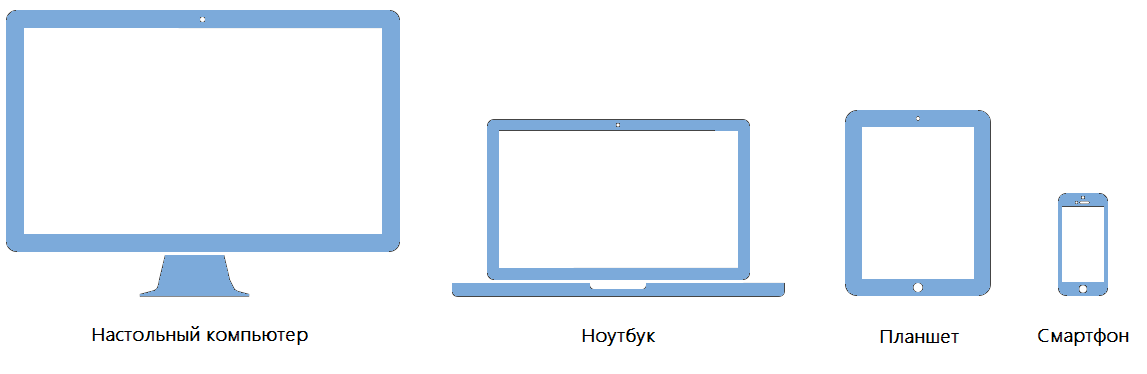 Настольный компьютер
Ноутбук
Планшет
Смартфон